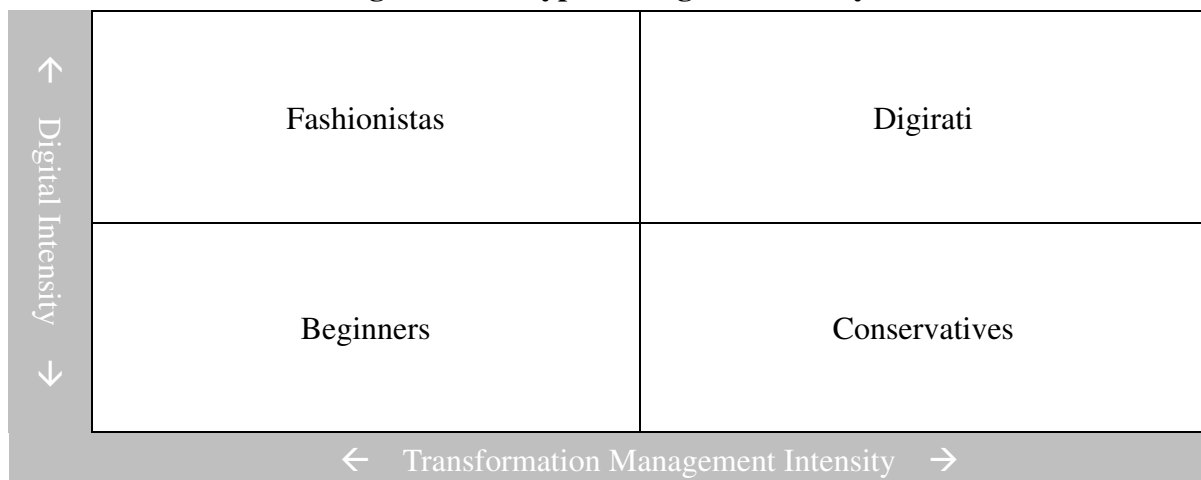 ↑ Digital Intensity ↓
Fashionistas
Digirati
Beginners
Conservatives
← Transformation Management Intensity →